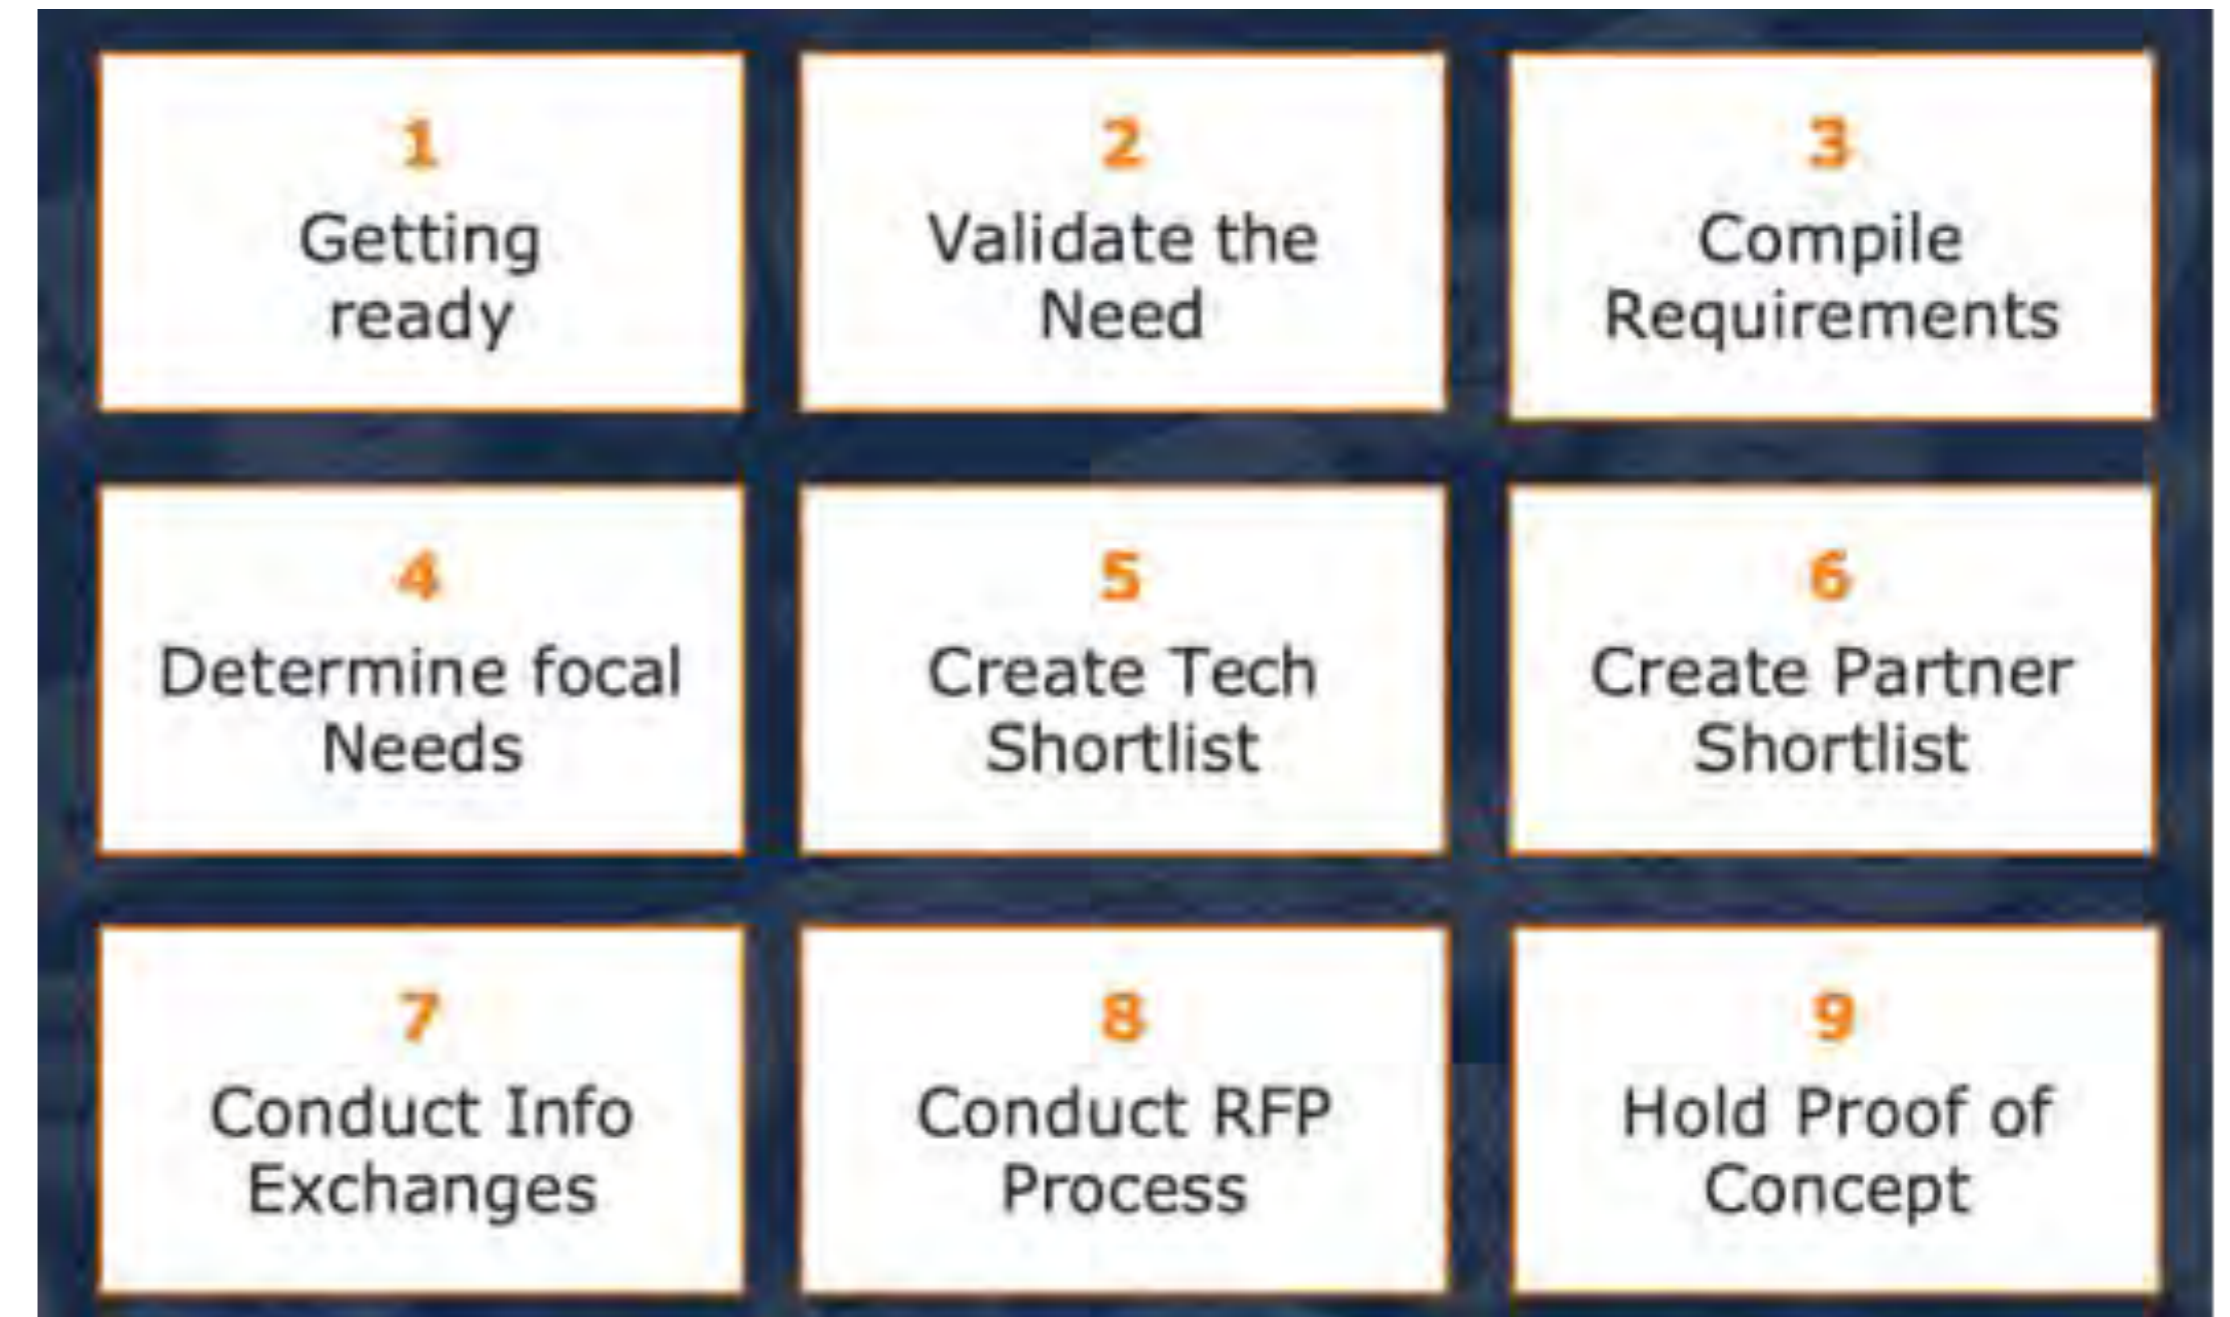 1
Getting
ready
2
Validate the
Need
3
Compile
Requirements
4
Determine focal
Needs
5
Create Tech
Shortlist
6
Create Partner
Shortlist
7
Conduct Info
Exchanges
8
Conduct RFP
Process
9
Hold Proof of
Concept